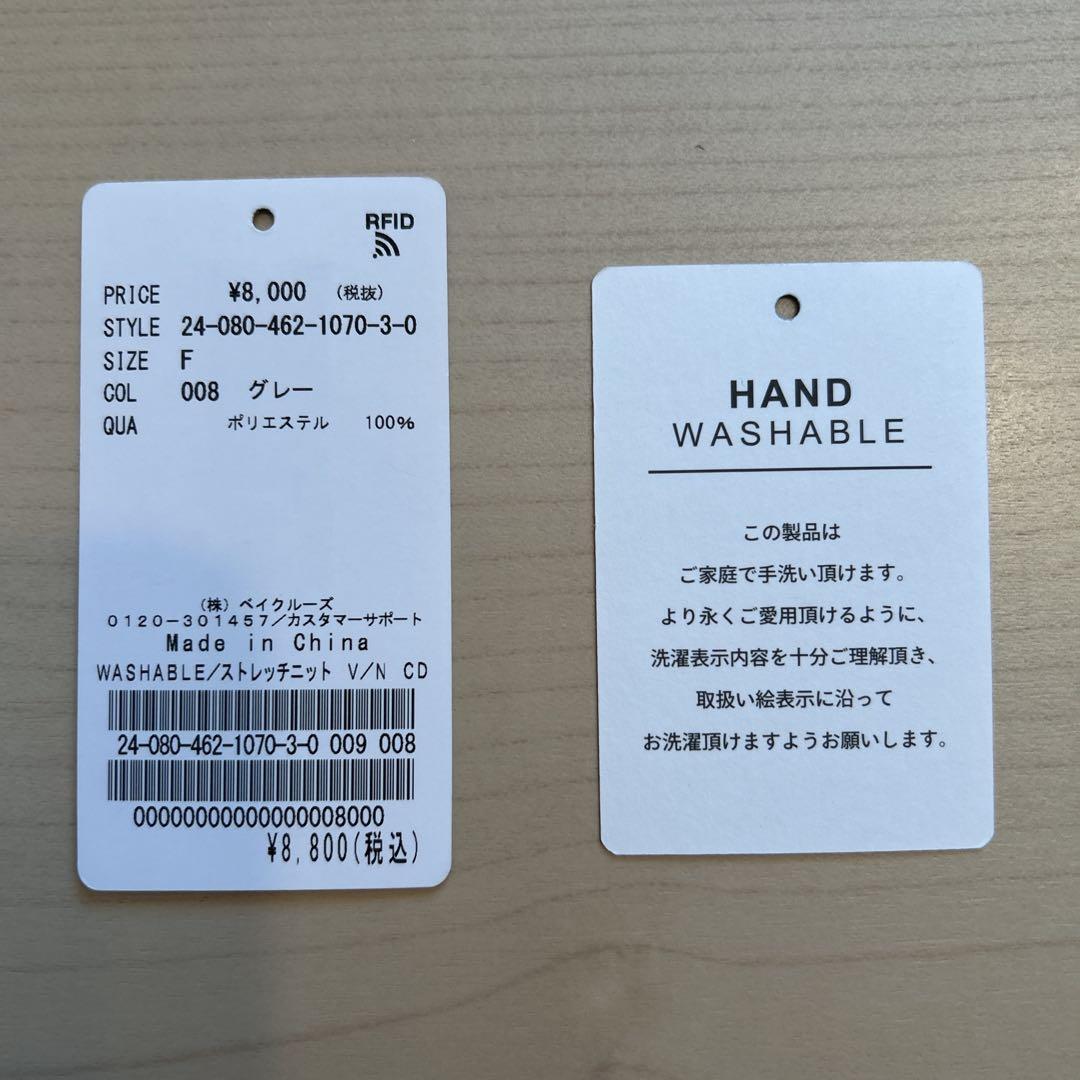 RFID
PRICE ¥8,000 (税抜)
STYLE 24-080-462-1070-3-0
SIZE F
COL 008 グレー
QUA ポリエステル 100%
(株) ベイクルーズ
0120-301457/カスタマーサポート
Made in China
WASHABLE/ストレッチニット V/N CD
24-080-462-1070-3-0 009 008
00000000000000008000
¥8,800(税込)
HAND
WASHABLE
この製品は
ご家庭で手洗い頂けます。
より永くご愛用頂けるように、
洗濯表示内容を十分ご理解頂き、
取扱い絵表示に沿って
お洗濯頂けますようお願いします。